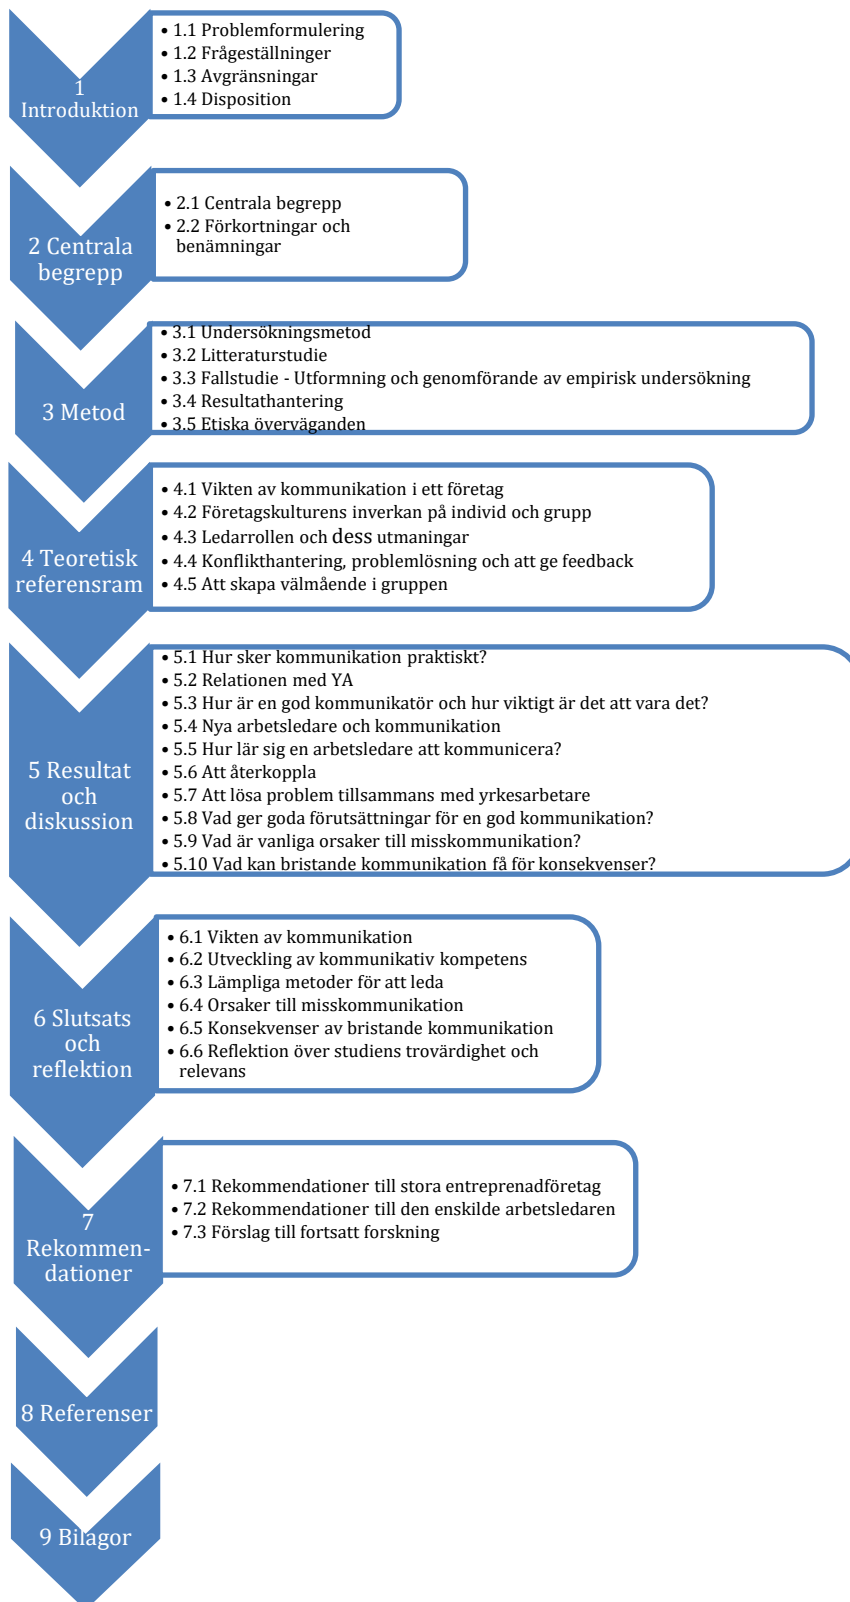 1
Introduktion
• 1.1 Problemformulering
• 1.2 Frågeställningar
• 1.3 Avgränsningar
• 1.4 Disposition
2 Centrala
begrepp
• 2.1 Centrala begrepp
• 2.2 Förkortningar och
benämningar
3 Metod
• 3.1 Undersökningsmetod
• 3.2 Litteraturstudie
• 3.3 Fallstudie - Utformning och genomförande av empirisk undersökning
• 3.4 Resultathantering
• 3.5 Etiska överväganden
4 Teoretisk
referensram
• 4.1 Vikten av kommunikation i ett företag
• 4.2 Företagskulturens inverkan på individ och grupp
• 4.3 Ledarrollen och dess utmaningar
• 4.4 Konflikthantering, problemlösning och att ge feedback
• 4.5 Att skapa välmående i gruppen
5 Resultat
och
diskussion
• 5.1 Hur sker kommunikation praktiskt?
• 5.2 Relationen med YA
• 5.3 Hur är en god kommunikatör och hur viktigt är det att vara det?
• 5.4 Nya arbetsledare och kommunikation
• 5.5 Hur lär sig en arbetsledare att kommunicera?
• 5.6 Att återkoppla
• 5.7 Att lösa problem tillsammans med yrkesarbetare
• 5.8 Vad ger goda förutsättningar för en god kommunikation?
• 5.9 Vad är vanliga orsaker till misskommunikation?
• 5.10 Vad kan bristande kommunikation få för konsekvenser?
6 Slutsats
och
reflektion
• 6.1 Vikten av kommunikation
• 6.2 Utveckling av kommunikativ kompetens
• 6.3 Lämpliga metoder för att leda
• 6.4 Orsaker till misskommunikation
• 6.5 Konsekvenser av bristande kommunikation
• 6.6 Reflektion över studiens trovärdighet och
relevans
7
Rekommen-
dationer
• 7.1 Rekommendationer till stora entreprenadföretag
• 7.2 Rekommendationer till den enskilde arbetsledaren
• 7.3 Förslag till fortsatt forskning
8 Referenser
9 Bilagor